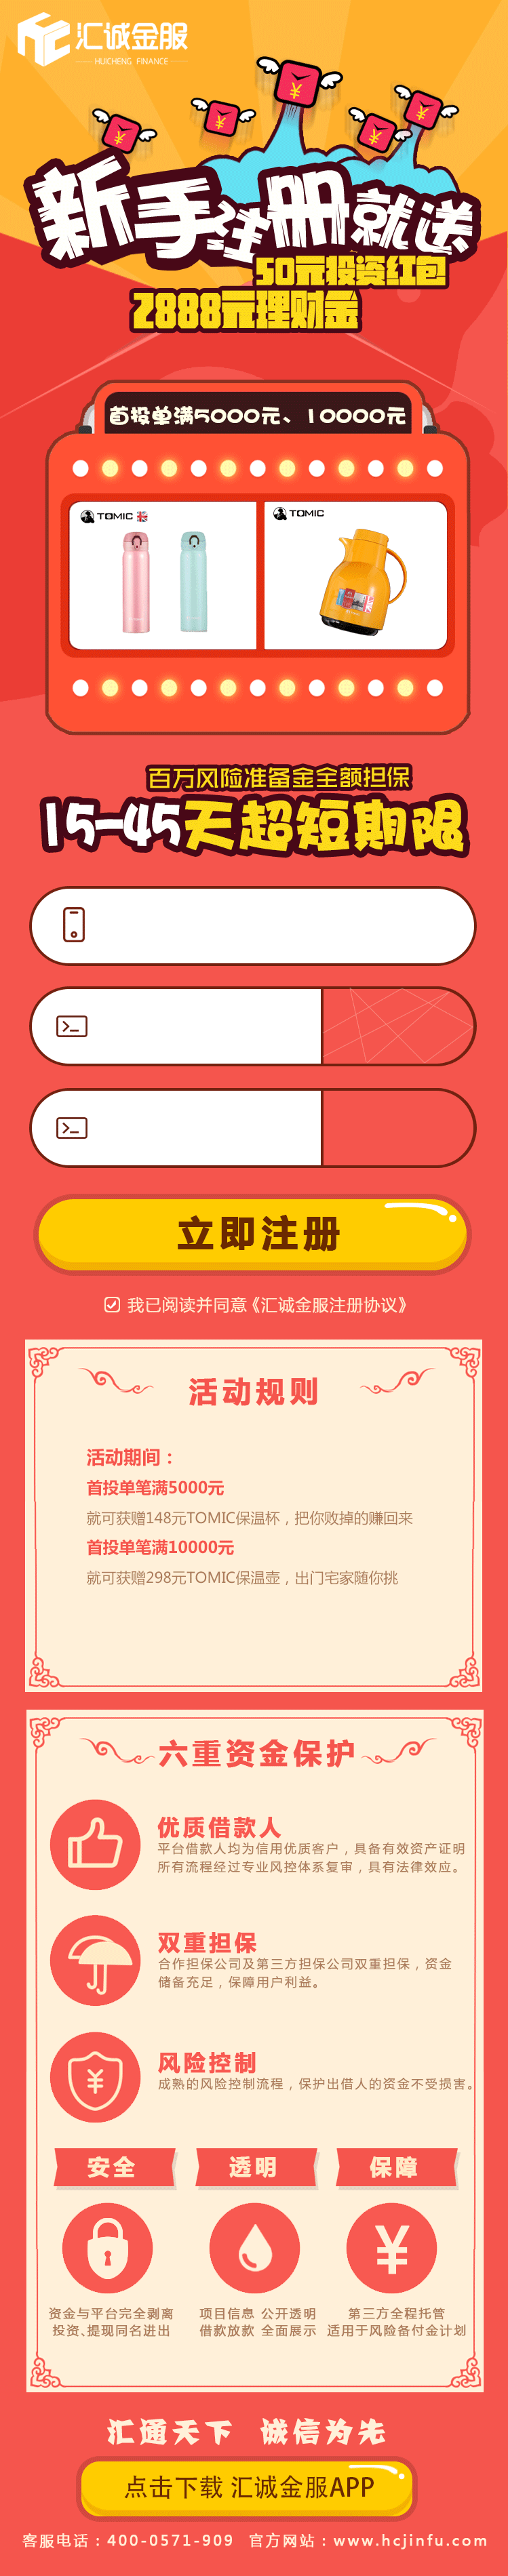 汇诚金服
HUICHENG FINANCE
新手注册就送
50元投资红包
2888元理财金
首投单满5000元、10000元
TOMIC
TOMIC
百万风险准备金全额担保
15-45天超短期限
立即注册
我已阅读并同意《汇诚金服注册协议》
活动规则
活动期间：
首投单笔满5000元
就可获赠148元TOMIC保温杯，把你败掉的赚回来
首投单笔满10000元
就可获赠298元TOMIC保温壶，出门宅家随你挑
六重资金保护
优质借款人
平台借款人均为信用优质客户，具备有效资产证明
所有流程经过专业风控体系复审，具有法律效应。
双重担保
合作担保公司及第三方担保公司双重担保，资金
储备充足，保障用户利益。
风险控制
成熟的风险控制流程，保护出借人的资金不受损害。
安全 透明 保障
资金与平台完全剥离 项目信息 公开透明 第三方全程托管
投资、提现同名进出 借款放款 全面展示 适用于风险备付金计划
汇通天下 诚信为先
点击下载 汇诚金服APP
客服电话：400-0571-909 官方网站：www.hcjinfu.com